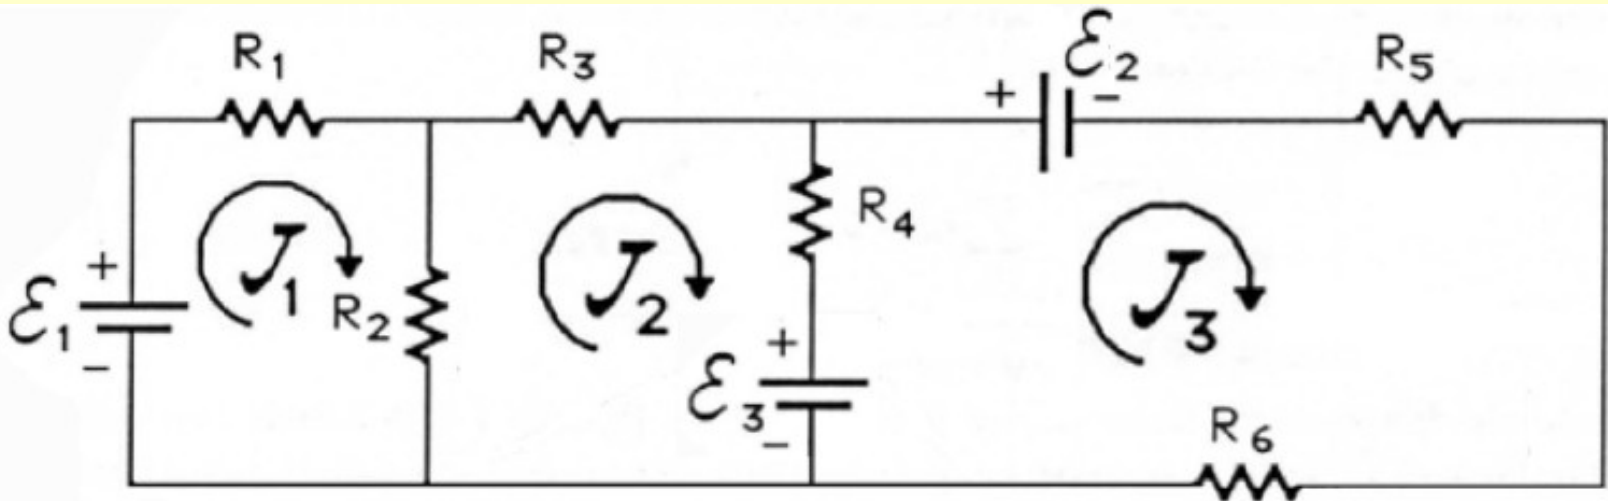 R1
R3
+
ℰ2
-
R5
+
ℰ1
-
J1
R2
J2
R4
+
ℰ3
-
J3
R6